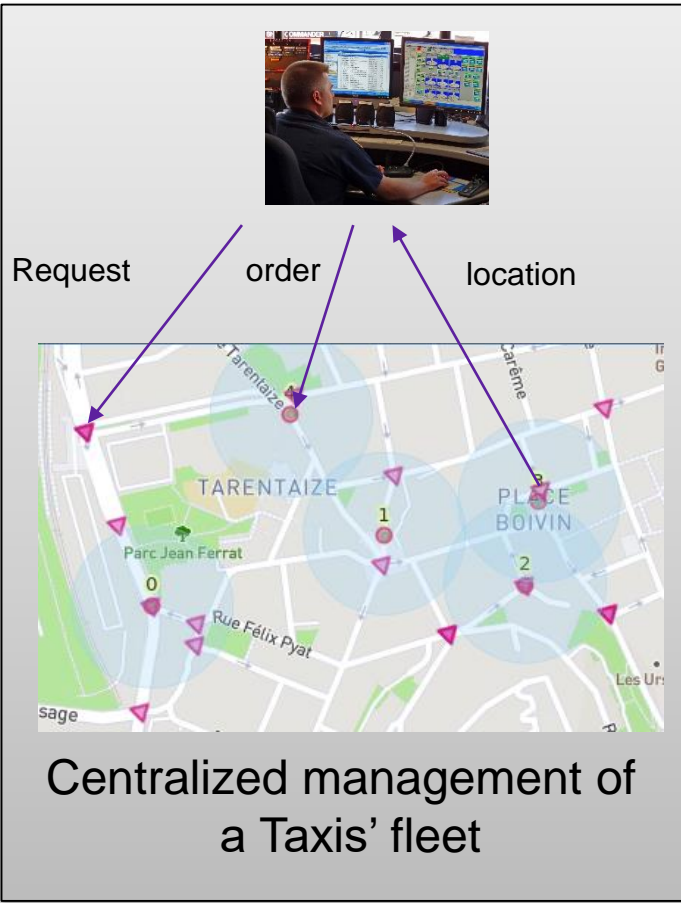 COMMANDER
Request
order
location
Tarentaize
Carême
4
TARENTAIZE
3
PLACE
BOIVIN
1
Parc Jean Ferrat
2
0
Rue Félix Pyat
Les Urs
sage
Centralized management of
a Taxis’ fleet